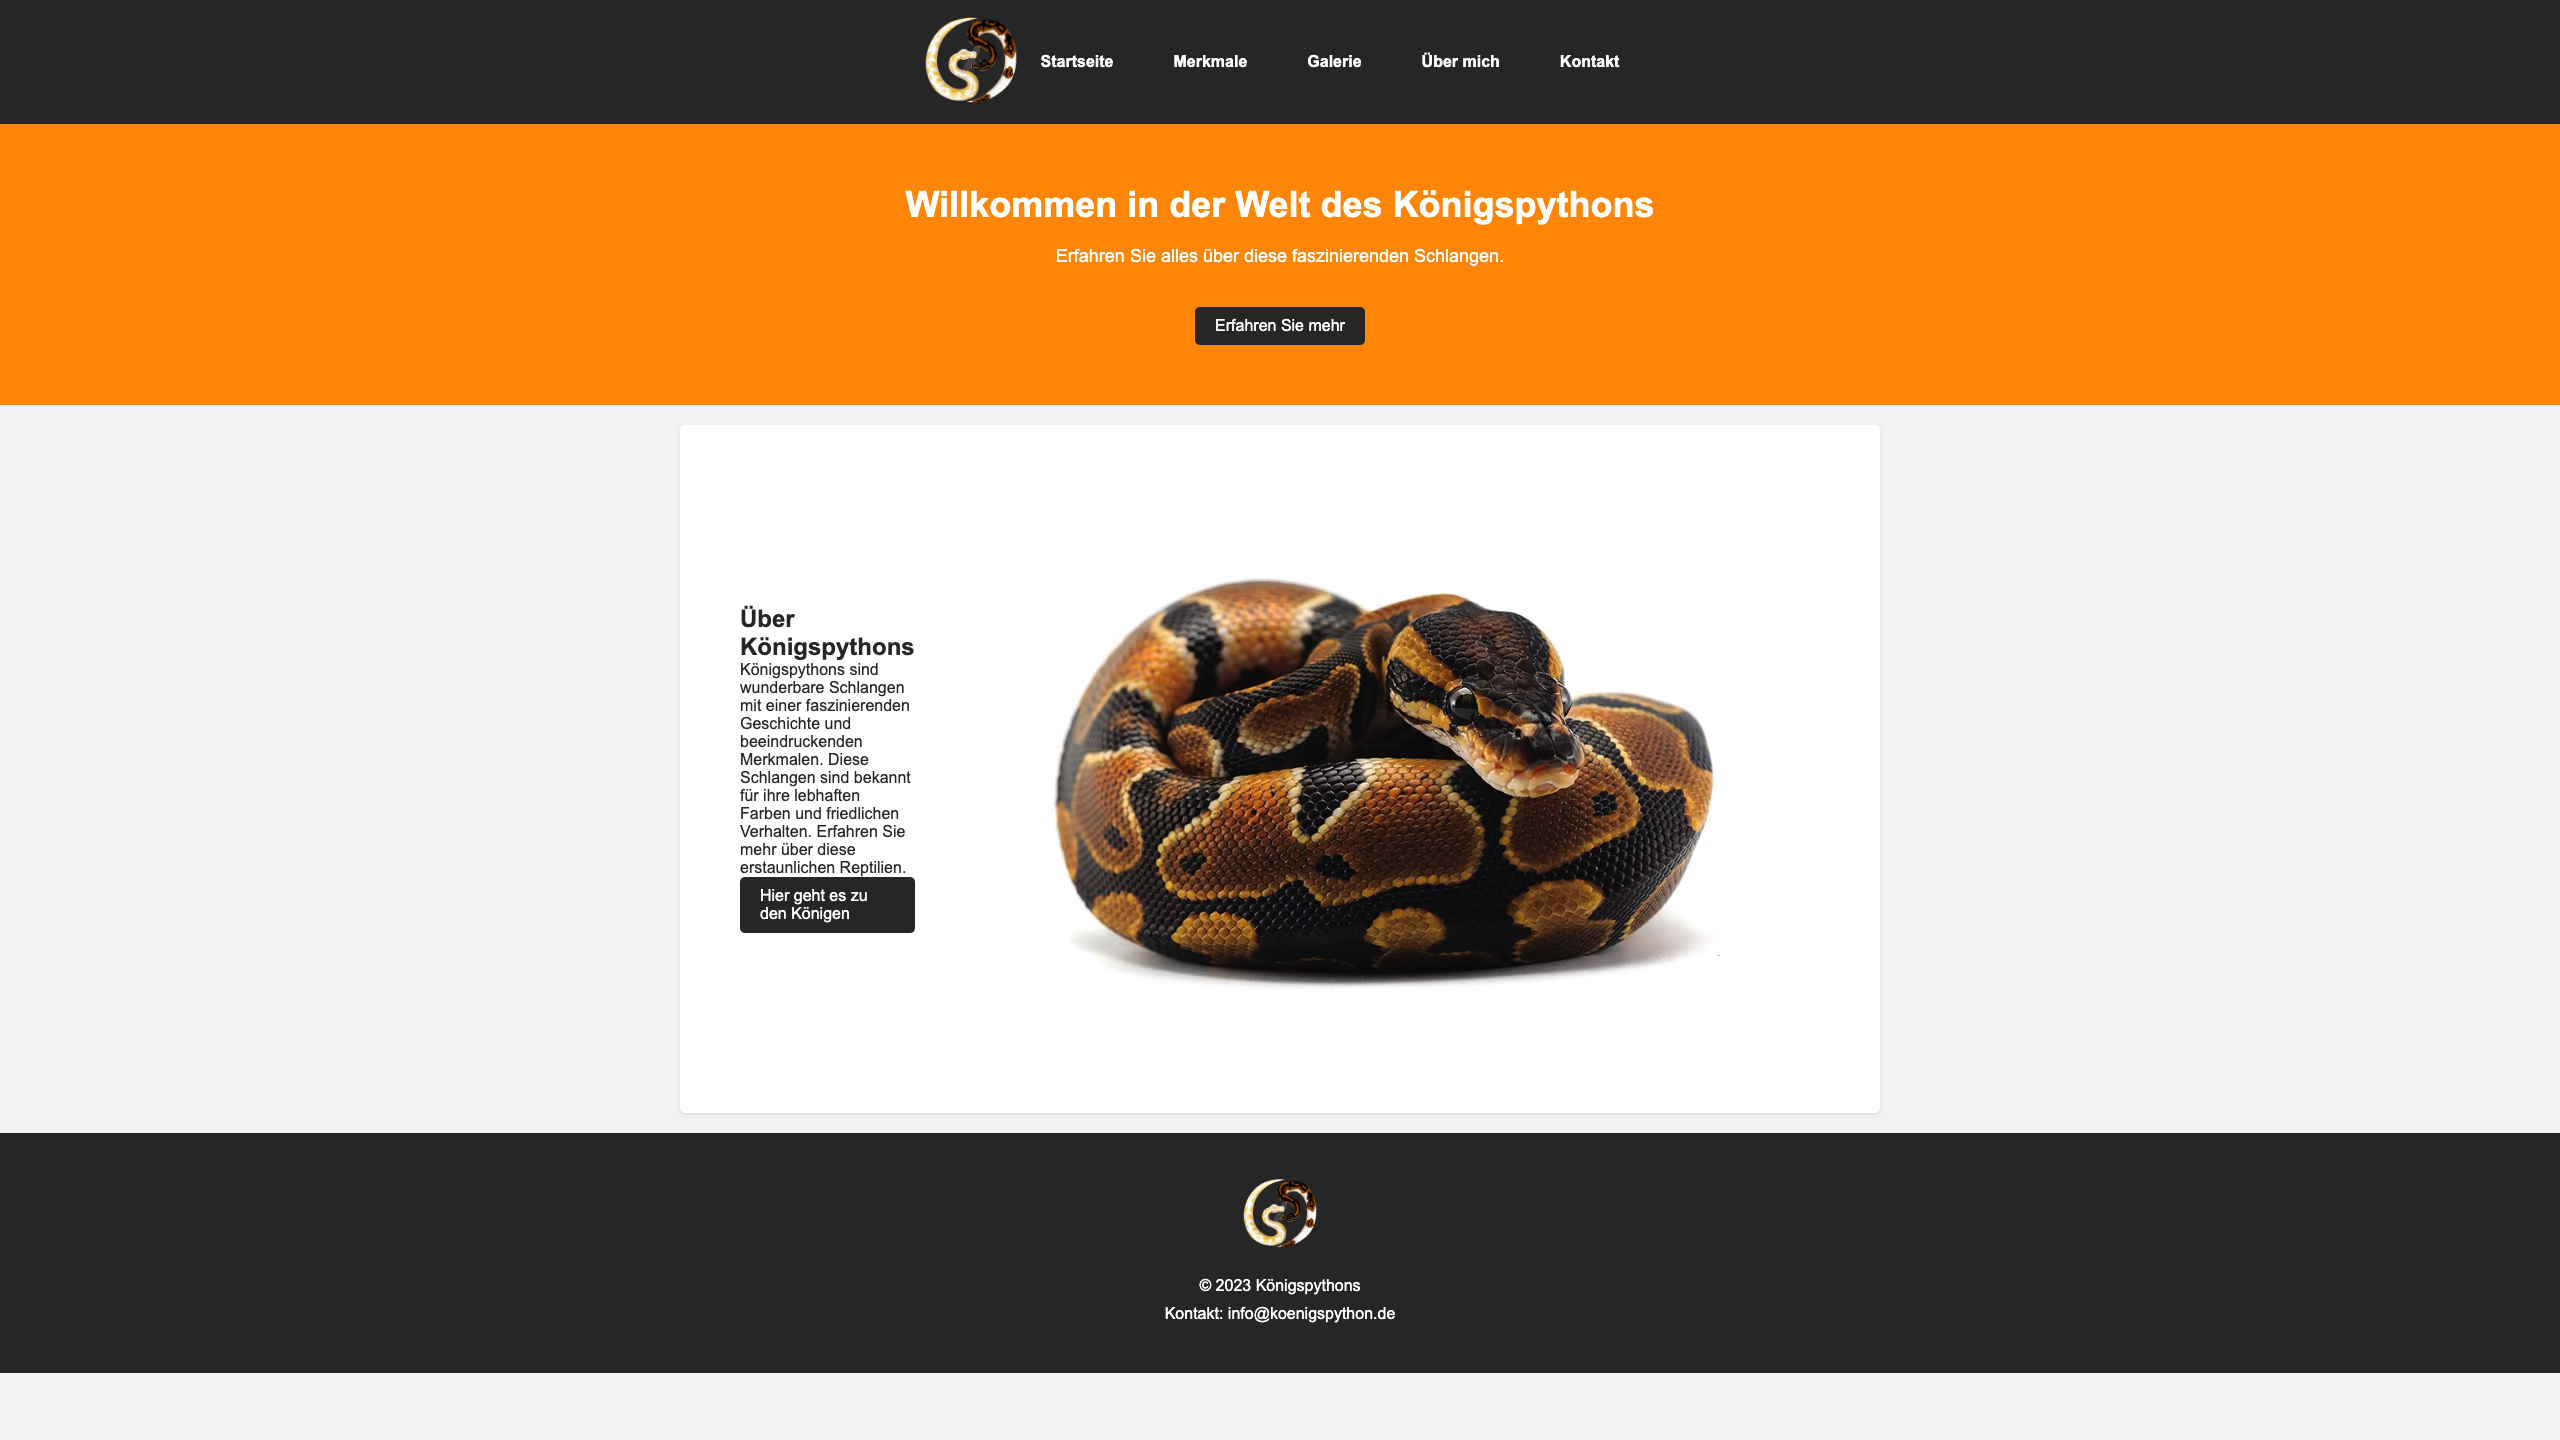 Startseite
Merkmale
Galerie
Über mich
Kontakt
Willkommen in der Welt des Königspythons
Erfahren Sie alles über diese faszinierenden Schlangen.
Erfahren Sie mehr
Über
Königspythons
Königspythons sind
wunderbare Schlangen
mit einer faszinierenden
Geschichte und
beeindruckenden
Merkmalen. Diese
Schlangen sind bekannt
für ihre lebhaften
Farben und friedlichen
Verhalten. Erfahren Sie
mehr über diese
erstaunlichen Reptilien.
Hier geht es zu
den Königen
© 2023 Königspythons
Kontakt: info@koenigspython.de